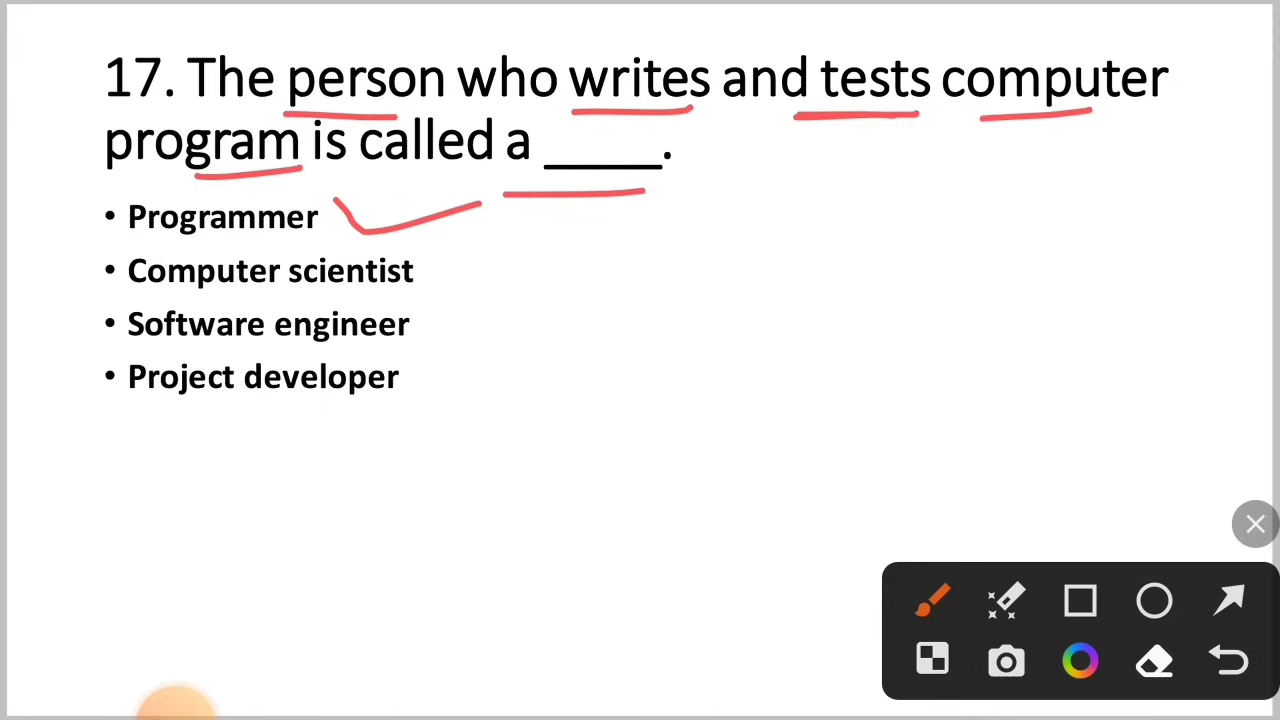 17. The person who writes and tests computer
program is called a _____.
• Programmer
• Computer scientist
• Software engineer
• Project developer